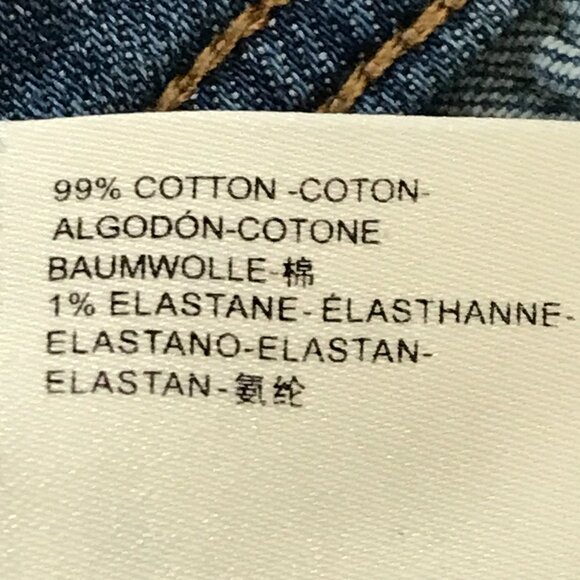 99% COTTON -COTON-
ALGODÓN-COTONE
BAUMWOLLE-棉
1% ELASTANE- ÉLASTHANNE-
ELASTANO-ELASTAN-
ELASTAN-氨纶